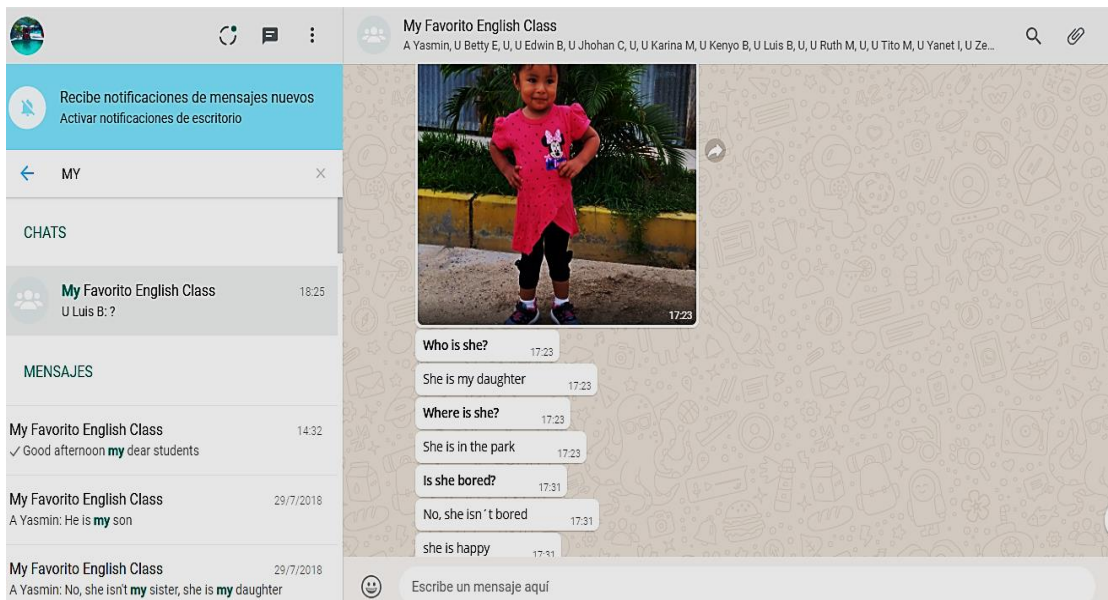 Recibe notificaciones de mensajes nuevos
Activar notificaciones de escritorio
MY
CHATS
My Favorito English Class 18:25
U Luis B: ?
MENSAJES
My Favorito English Class 14:32
✓ Good afternoon my dear students
My Favorito English Class 29/7/2018
A Yasmin: He is my son
My Favorito English Class 29/7/2018
A Yasmin: No, she isn't my sister, she is my daughter
My Favorito English Class
A Yasmin, U Betty E, U, U Edwin B, U Jhohan C, U, U Karina M, U Kenyo B, U Luis B, U, U Ruth M, U, U Tito M, U Yanet I, U Ze...
17:23
Who is she? 17:23
She is my daughter 17:23
Where is she? 17:23
She is in the park 17:23
Is she bored? 17:31
No, she isn´t bored 17:31
she is happy 17:31
Escribe un mensaje aquí